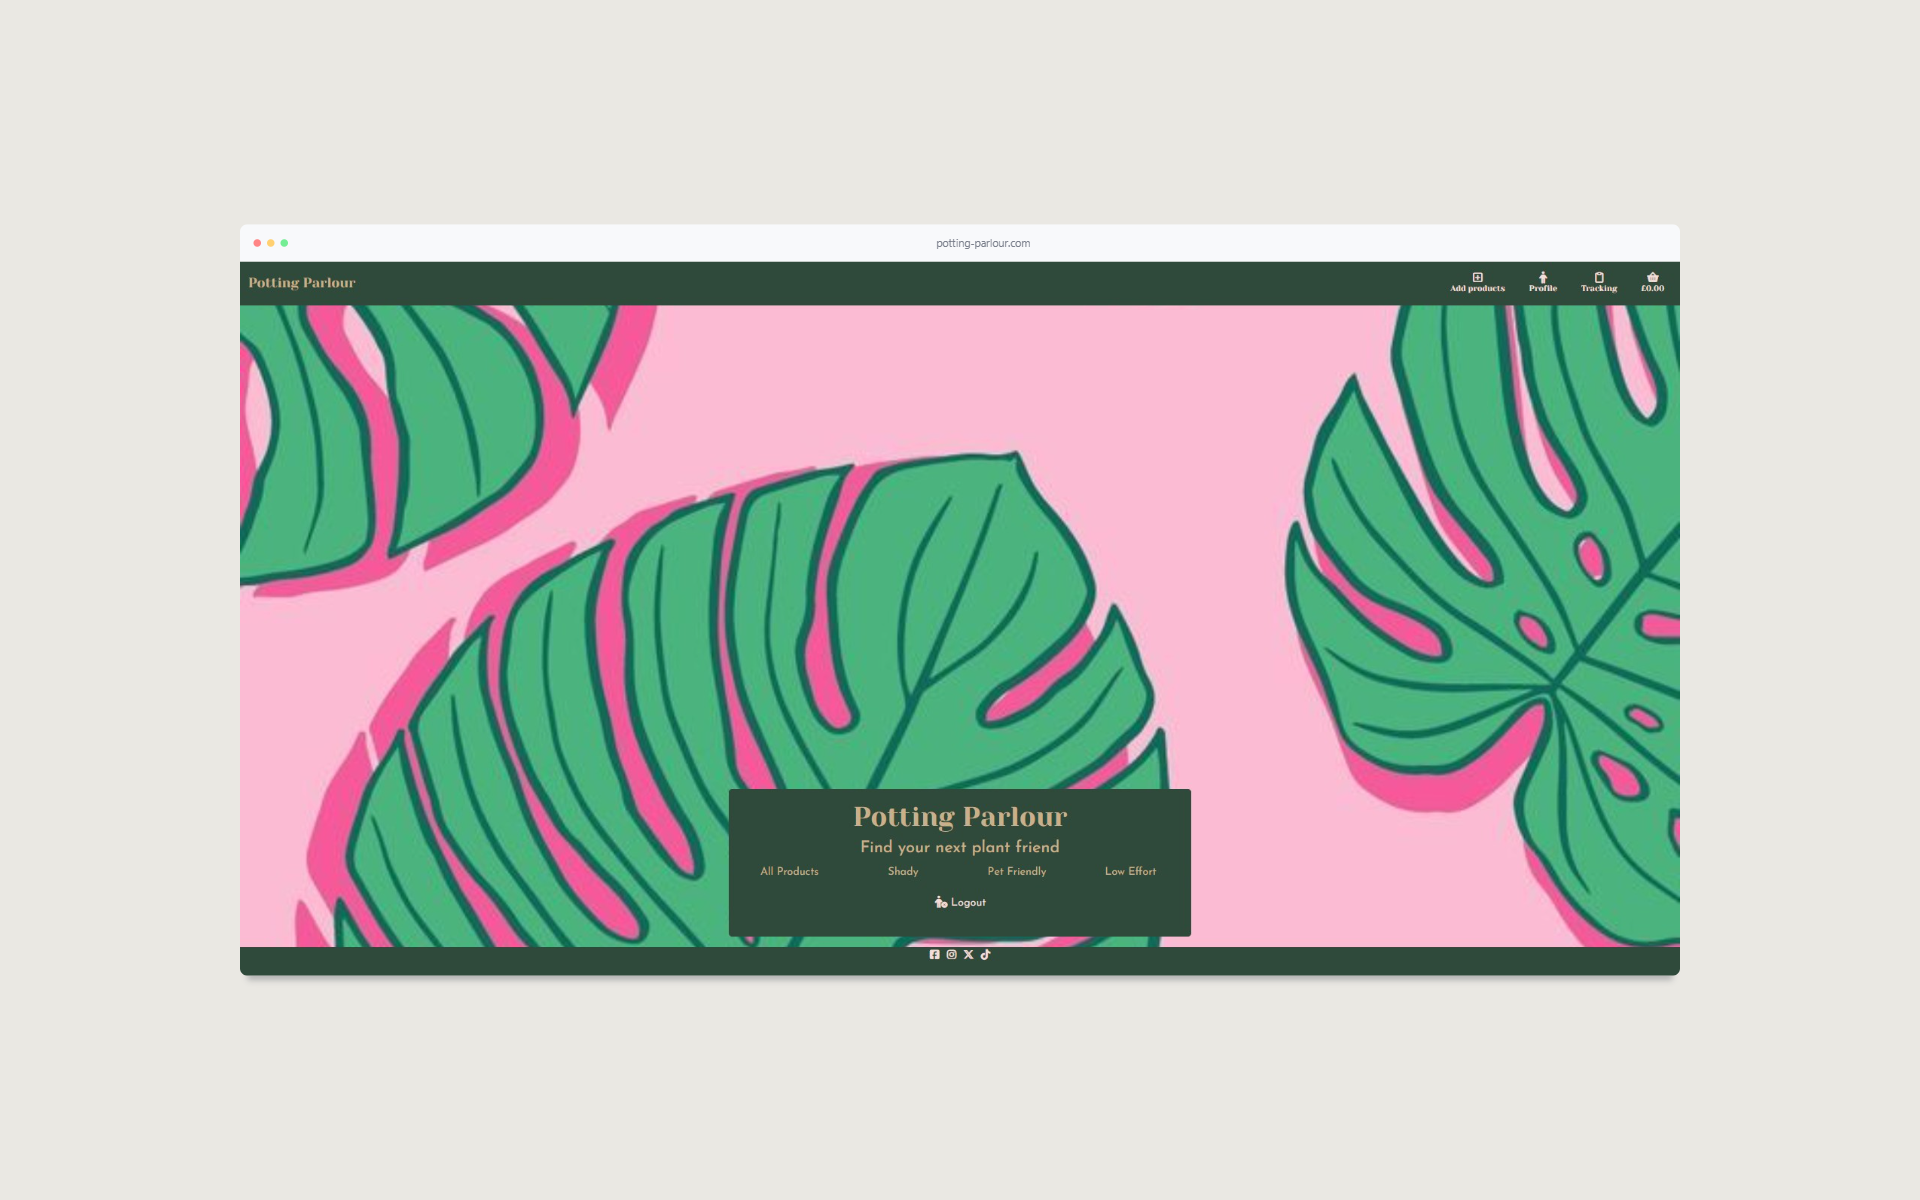 potting-parlour.com
Potting Parlour
Add products Profile Tracking £0.00
Potting Parlour
Find your next plant friend
All Products Shady Pet Friendly Low Effort
Logout